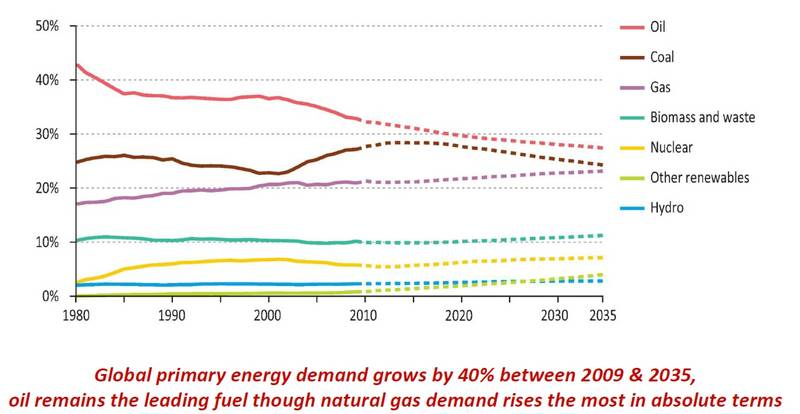 50%
40%
30%
20%
10%
0%
1980
1990
2000
2010
2020
2030
2035
Oil
Coal
Gas
Biomass and waste
Nuclear
Other renewables
Hydro
Global primary energy demand grows by 40% between 2009 & 2035,
oil remains the leading fuel though natural gas demand rises the most in absolute terms